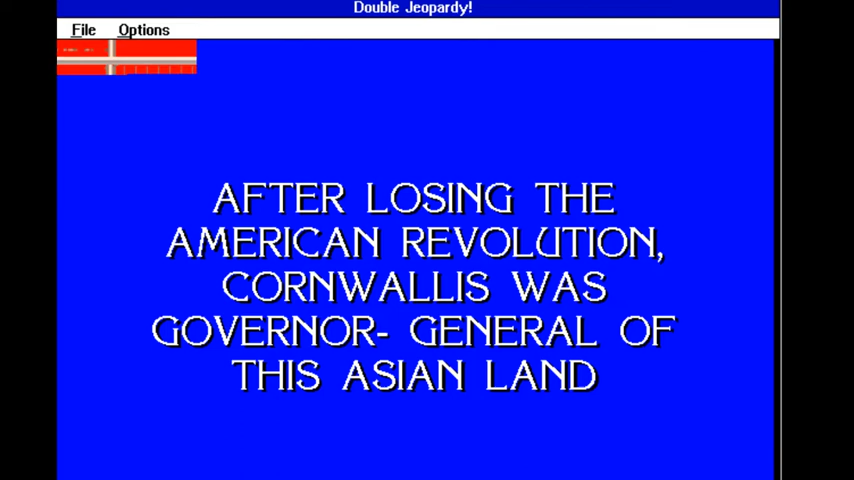 Double Jeopardy!
File Options
AFTER LOSING THE
AMERICAN REVOLUTION,
CORNWALLIS WAS
GOVERNOR- GENERAL OF
THIS ASIAN LAND